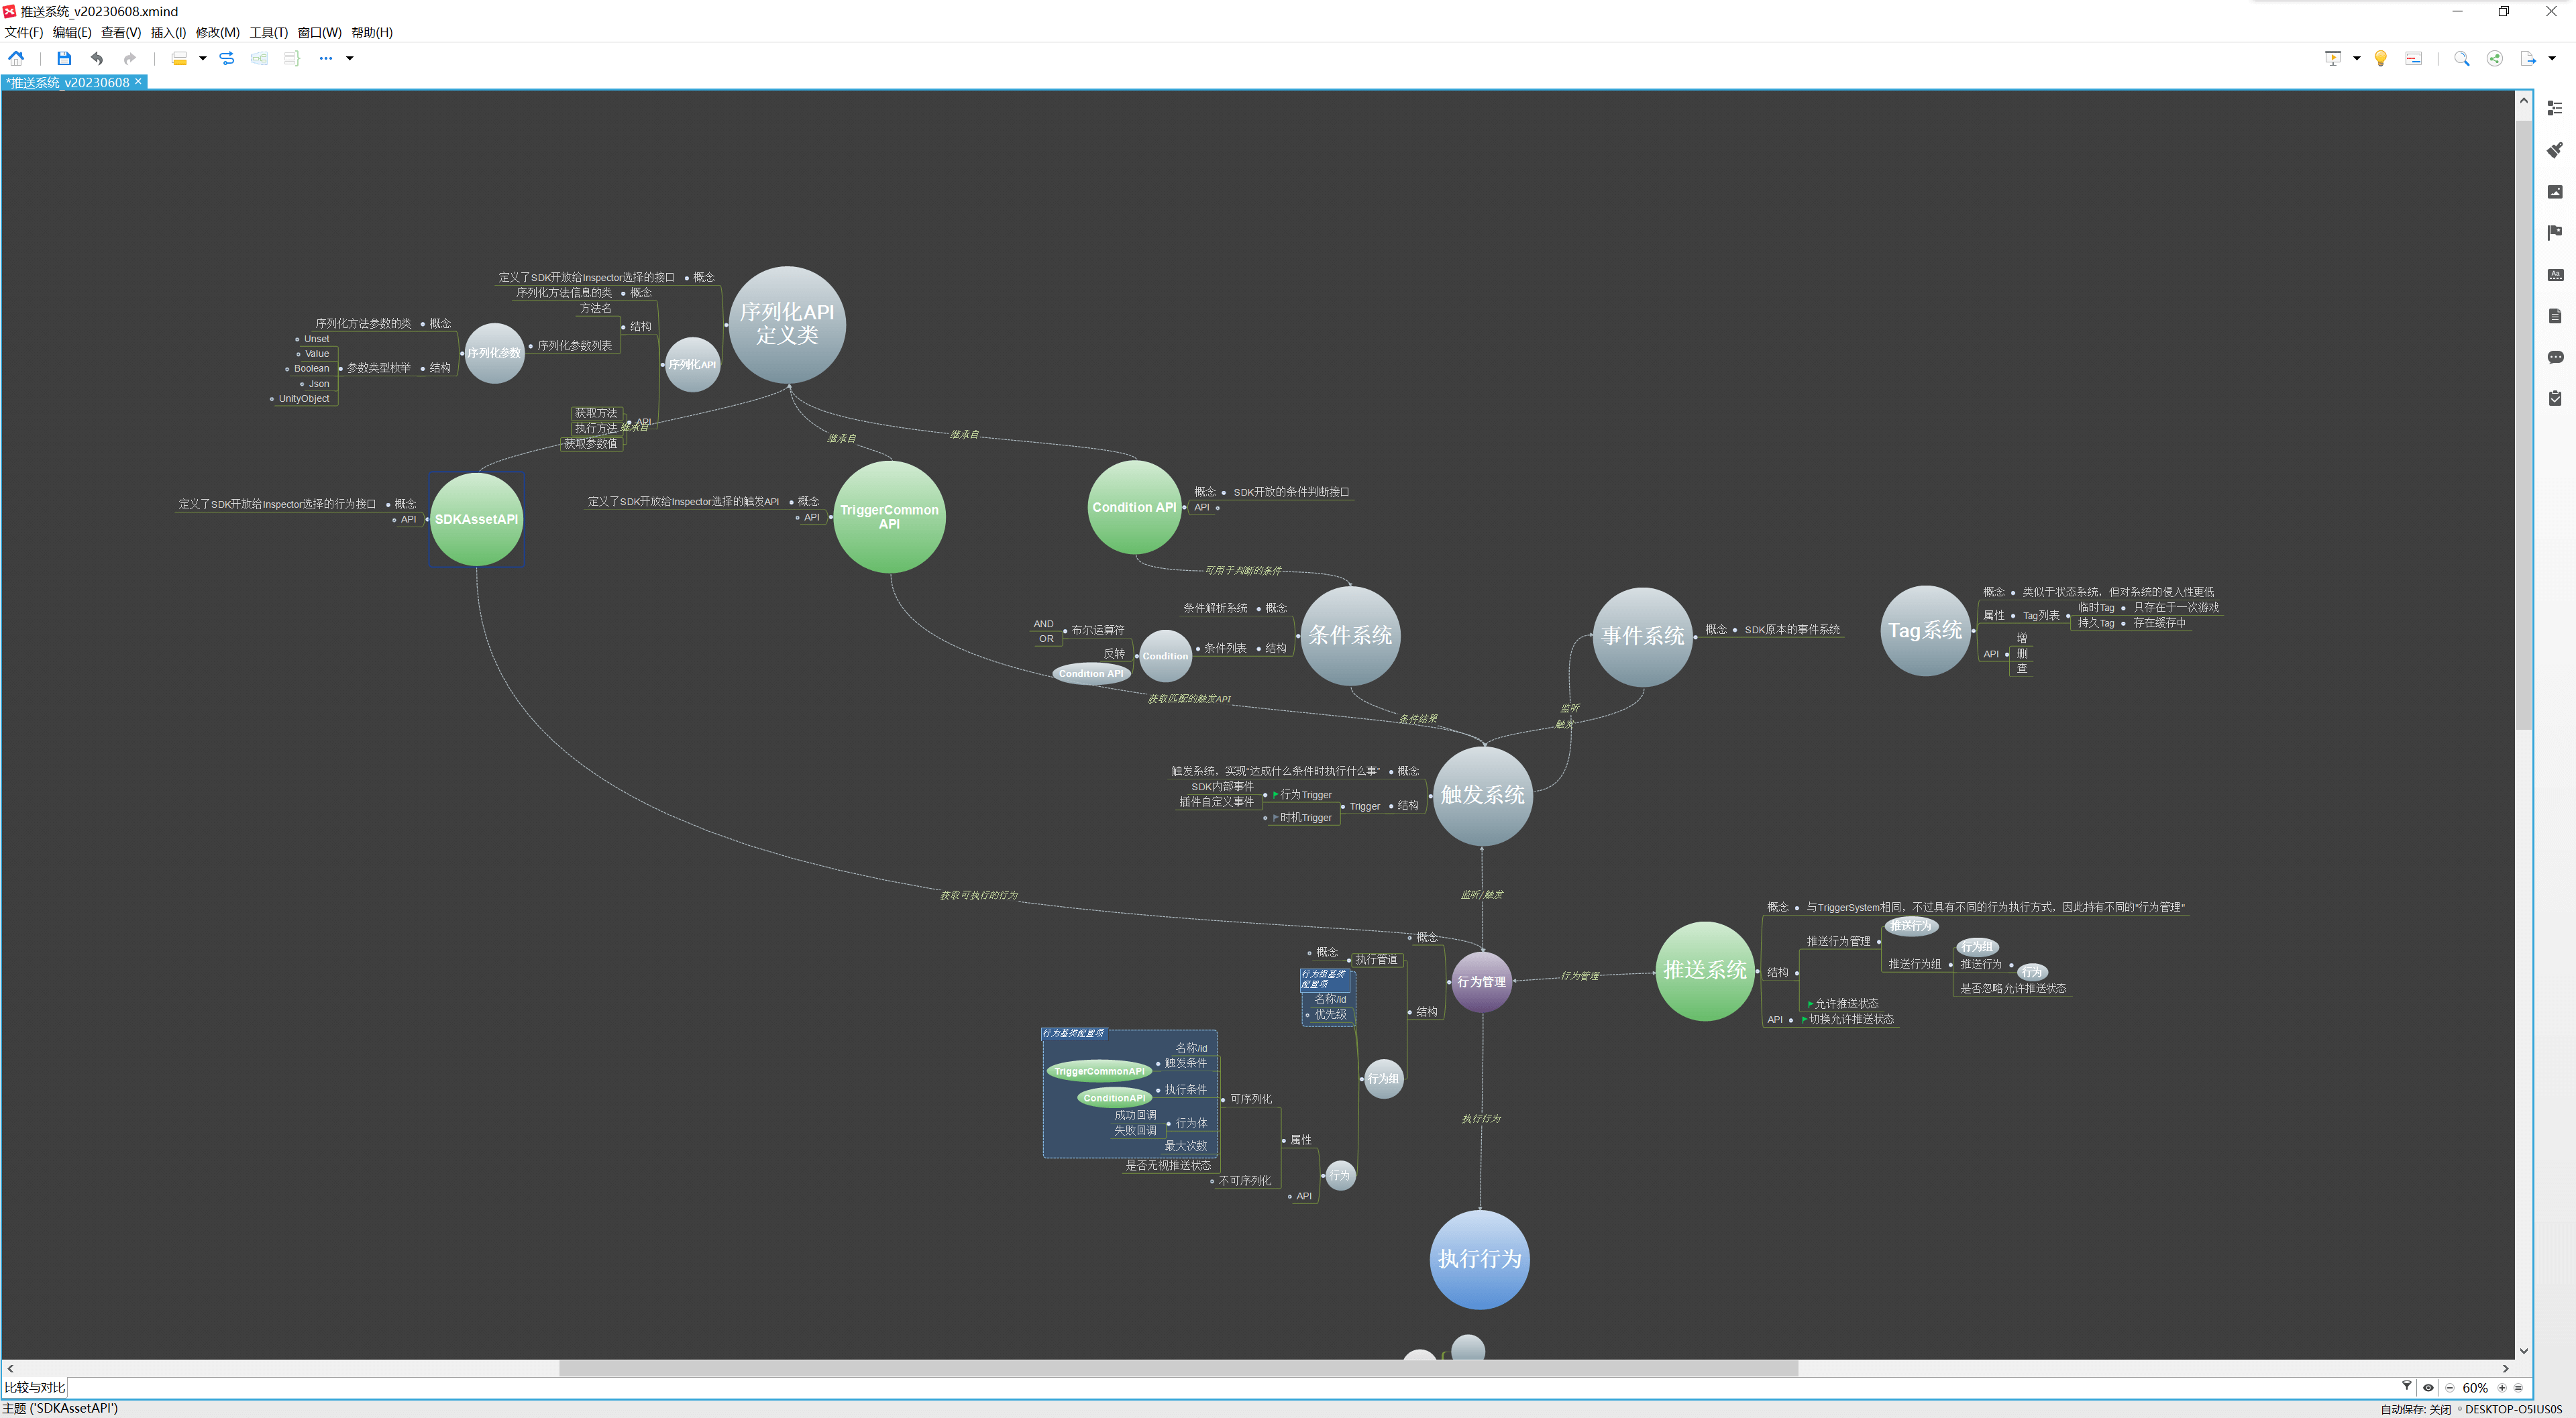 推送系统_v20230608.xmind
文件(F) 编辑(E) 查看(V) 插入(I) 修改(M) 工具(T) 窗口(W) 帮助(H)
*推送系统_v20230608
定义了SDK开放给Inspector选择的接口 概念
序列化方法信息的类 概念
方法名
结构
序列化参数列表
序列化API
定义类
序列化API
序列化方法参数的类 概念
序列化参数
Unset
Value
Boolean
Json
UnityObject
参数类型枚举 结构
获取方法
执行方法
获取参数值
API
继承自
继承自
继承自
定义了SDK开放给Inspector选择的行为接口 概念
API
SDKAssetAPI
定义了SDK开放给Inspector选择的触发API 概念
API
TriggerCommon
API
Condition API
概念 SDK开放的条件判断接口
API
可用于判断的条件
条件解析系统 概念
AND
OR
布尔运算符
反转
Condition API
Condition
条件列表 结构
条件系统
事件系统
概念 SDK原本的事件系统
Tag系统
概念 类似于状态系统，但对系统的侵入性更低
属性 Tag列表
临时Tag 只存在于一次游戏
持久Tag 存在缓存中
API
增
删
查
获取匹配的触发API
条件结果
监听
触发
触发系统，实现“达成什么条件时执行什么事” 概念
SDK内部事件
插件自定义事件
行为Trigger
时机Trigger
Trigger 结构
触发系统
获取可执行的行为
监听/触发
概念
概念
执行管道
行为组基类
配置项
名称/id
优先级
结构
行为管理
行为管理
推送系统
概念 与TriggerSystem相同，不过具有不同的行为执行方式，因此持有不同的“行为管理”
推送行为
推送行为管理
行为组
推送行为组
推送行为
行为
是否忽略允许推送状态
结构
允许推送状态
API 切换允许推送状态
行为基类配置项
名称/id
TriggerCommonAPI
触发条件
ConditionAPI
执行条件
成功回调
失败回调
行为体
最大次数
是否无视推送状态
可序列化
不可序列化
属性
API
行为
行为组
执行行为
执行行为
比较与对比
60%
主题 ('SDKAssetAPI')
自动保存: 关闭 DESKTOP-O5IUS0S